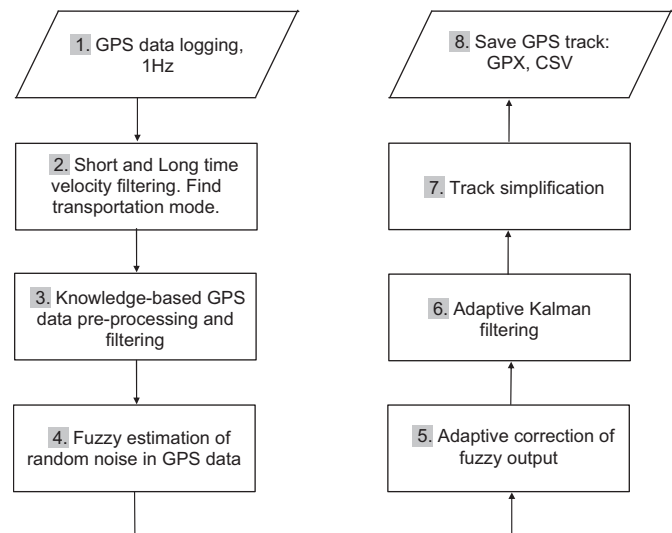 1. GPS data logging,
1Hz
2. Short and Long time
velocity filtering. Find
transportation mode.
3. Knowledge-based GPS
data pre-processing and
filtering
4. Fuzzy estimation of
random noise in GPS data
5. Adaptive correction of
fuzzy output
6. Adaptive Kalman
filtering
7. Track simplification
8. Save GPS track:
GPX, CSV